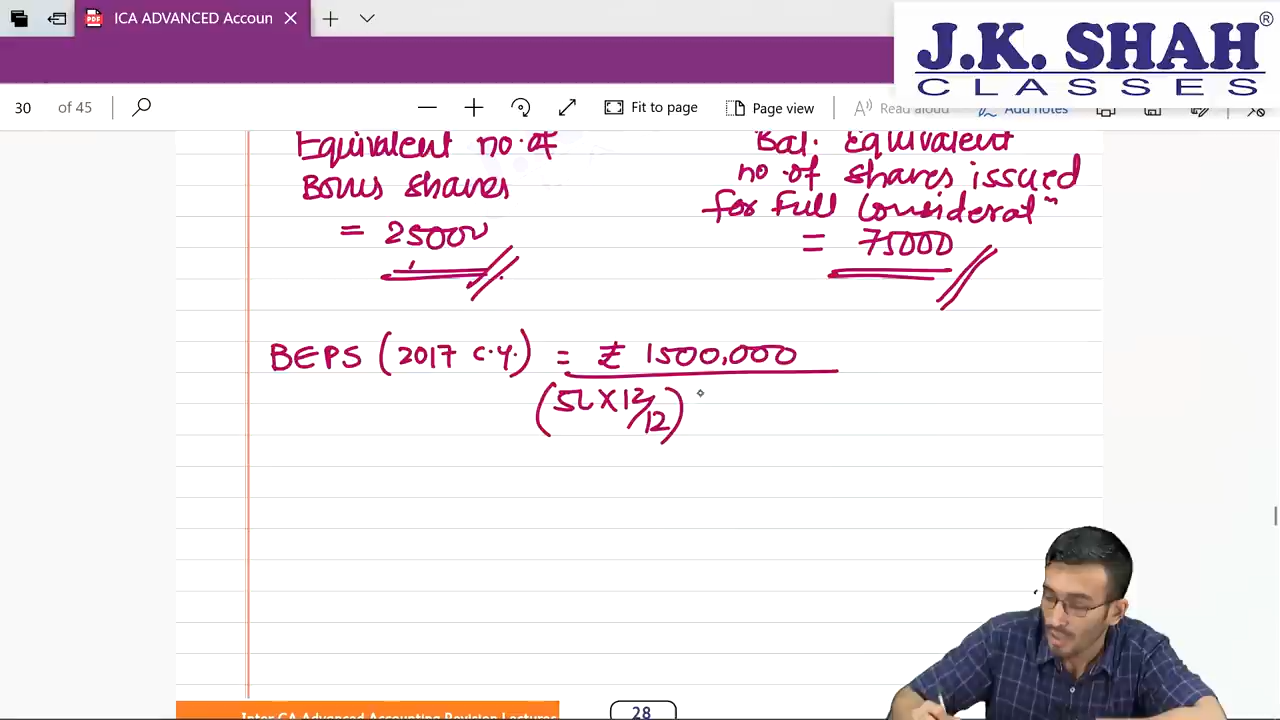 ICA ADVANCED Accoun
J.K. SHAH®
CLASSES
30 of 45
Fit to page
Page view
Read aloud
Add notes
Equivalent no. of
Bonus shares
= 25000
Bal. Equivalent
no of shares issued
for Full Considerat"
= 75000
BEPS (2017 C.Y.) = ₹ 1500,000
(5L X 12/12)
Inter CA Advanced Accounting Revision Lectures
28